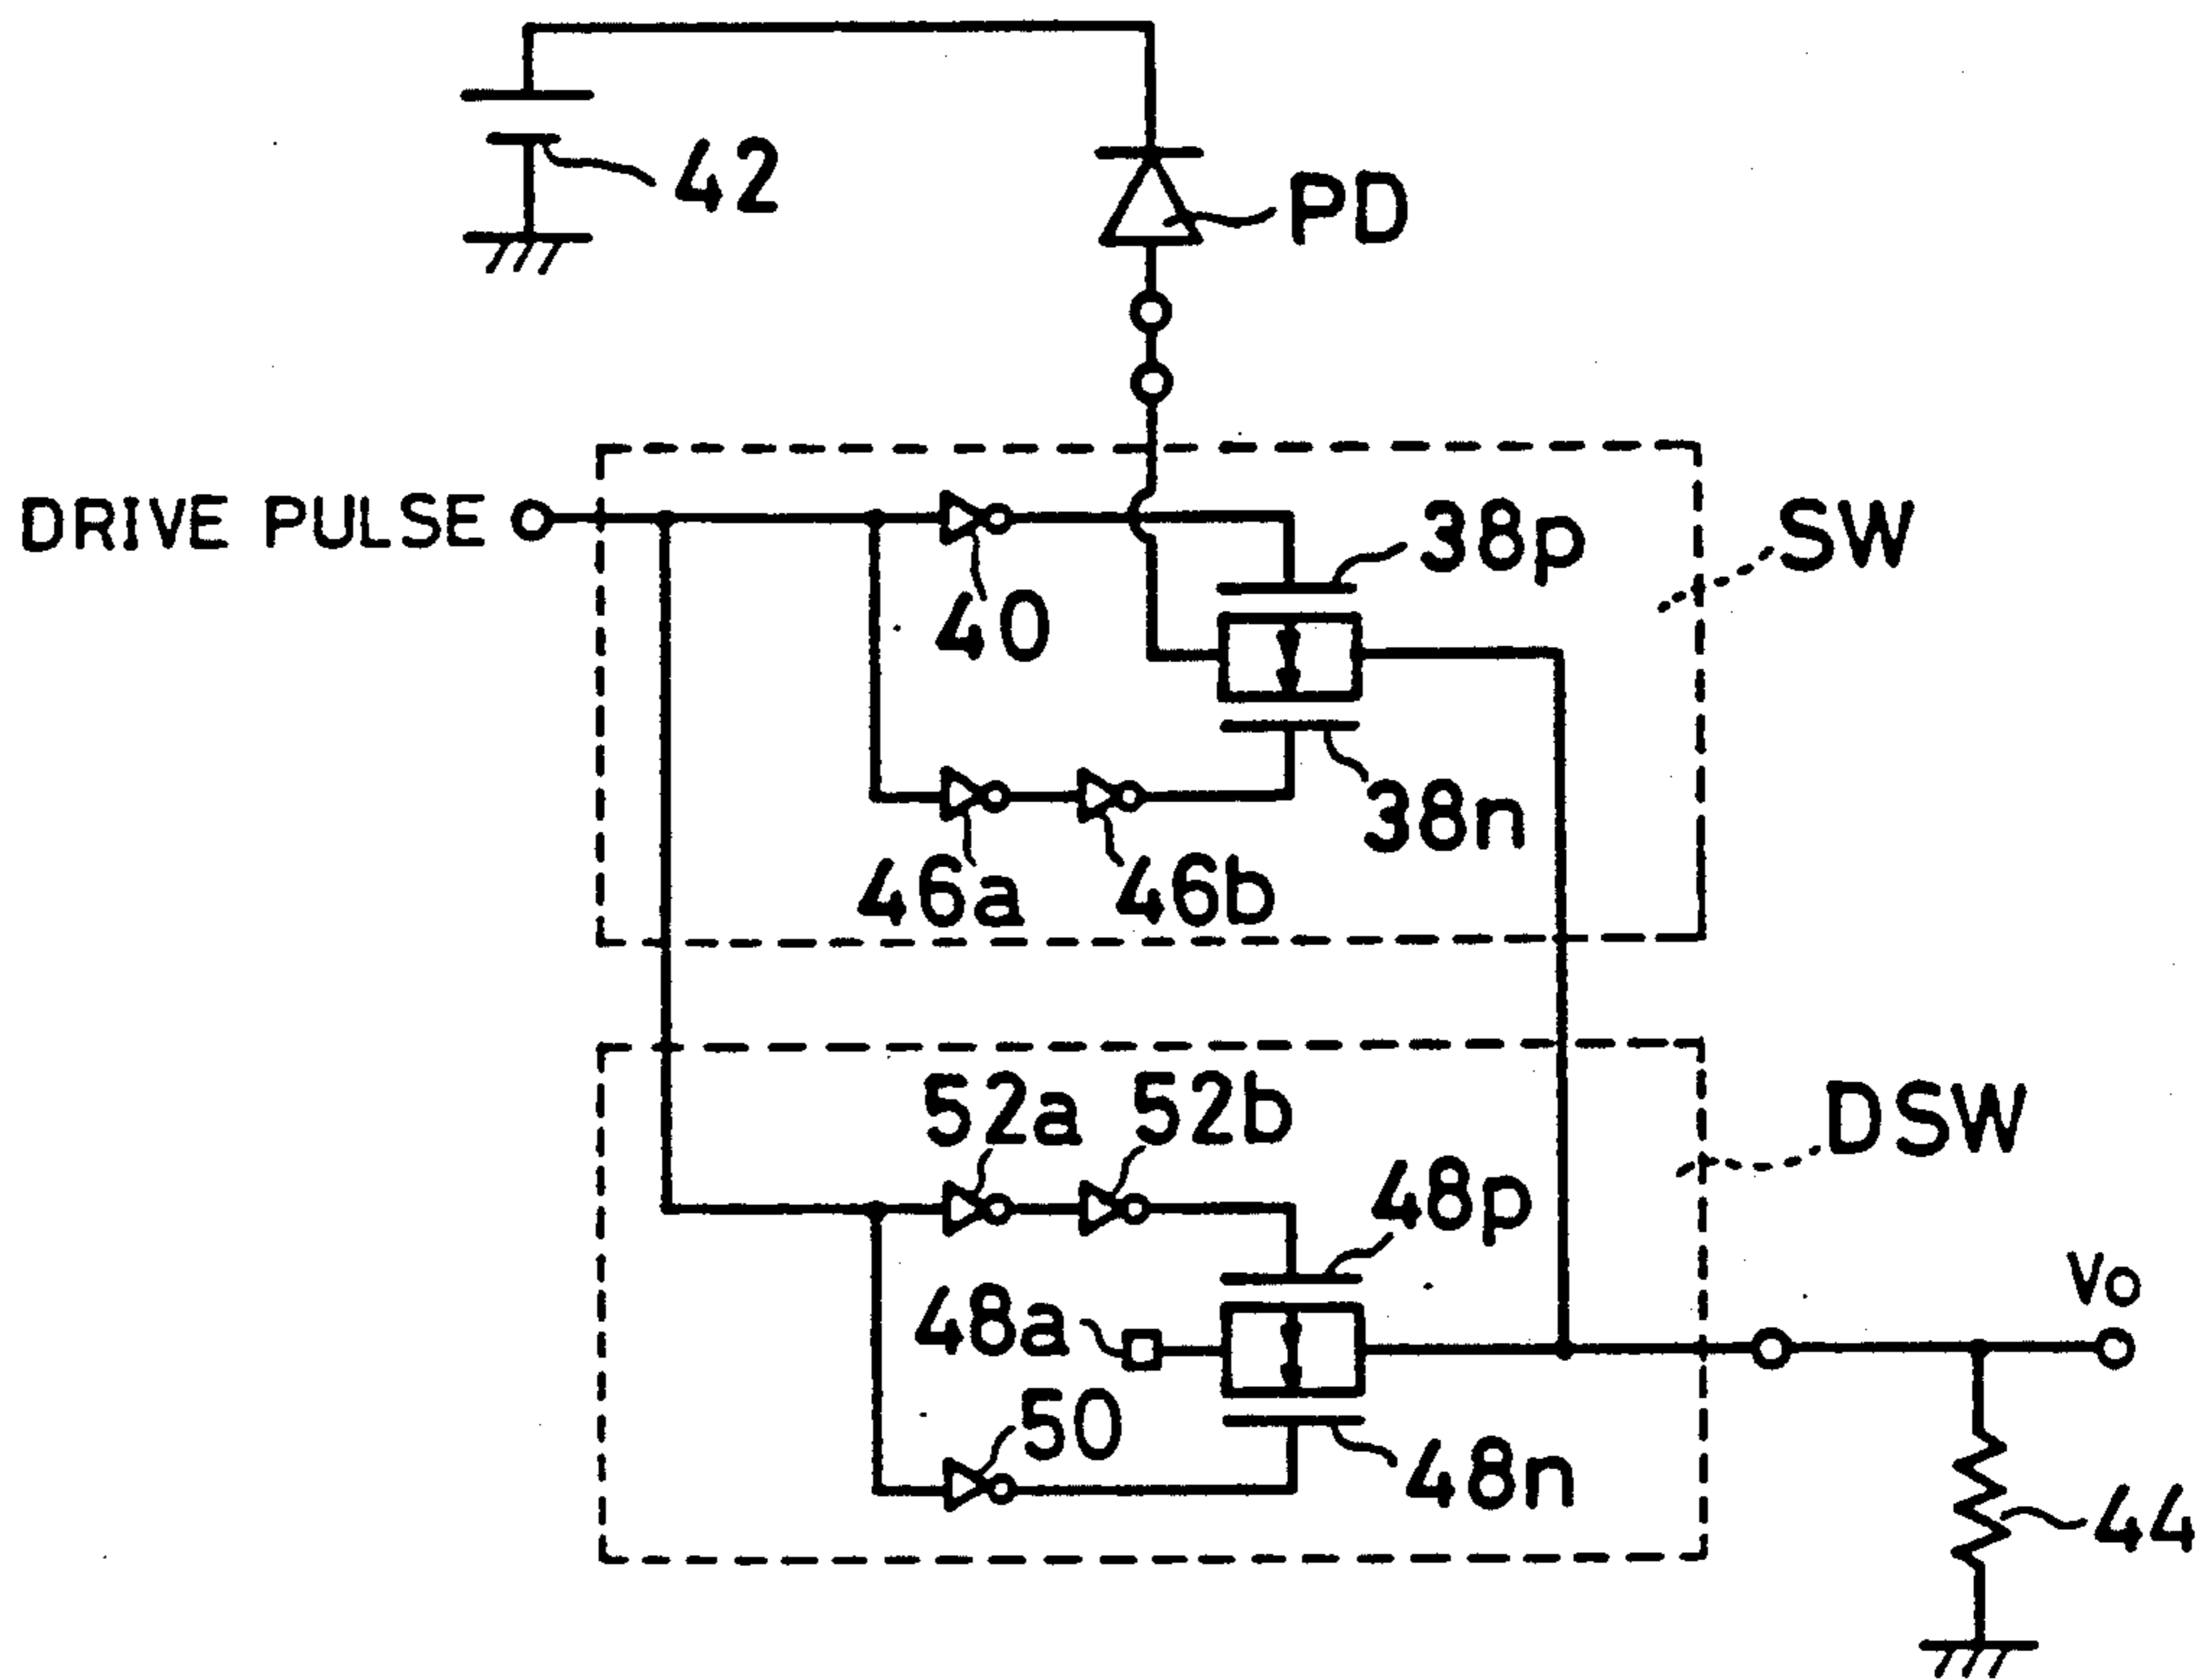 42
PD
DRIVE PULSE
38p
SW
40
38n
46a 46b
52a 52b
DSW
48p
48a
Vo
50
48n
44